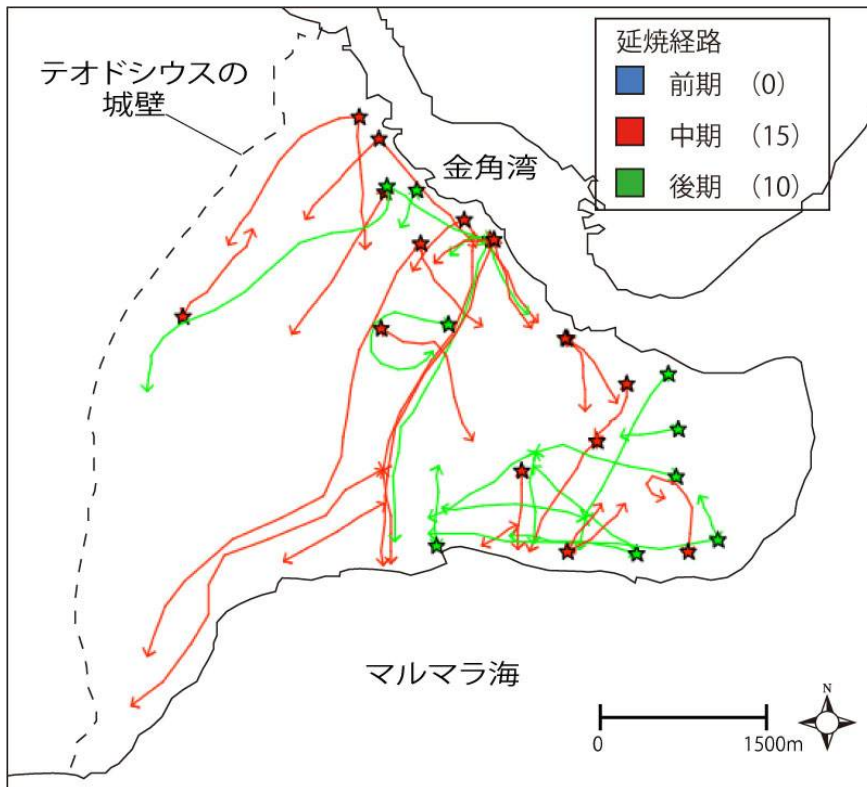 テオドシウスの
城壁
金角湾
延焼経路
前期 （0）
中期 （15）
後期 （10）
マルマラ海
N
0 1500m